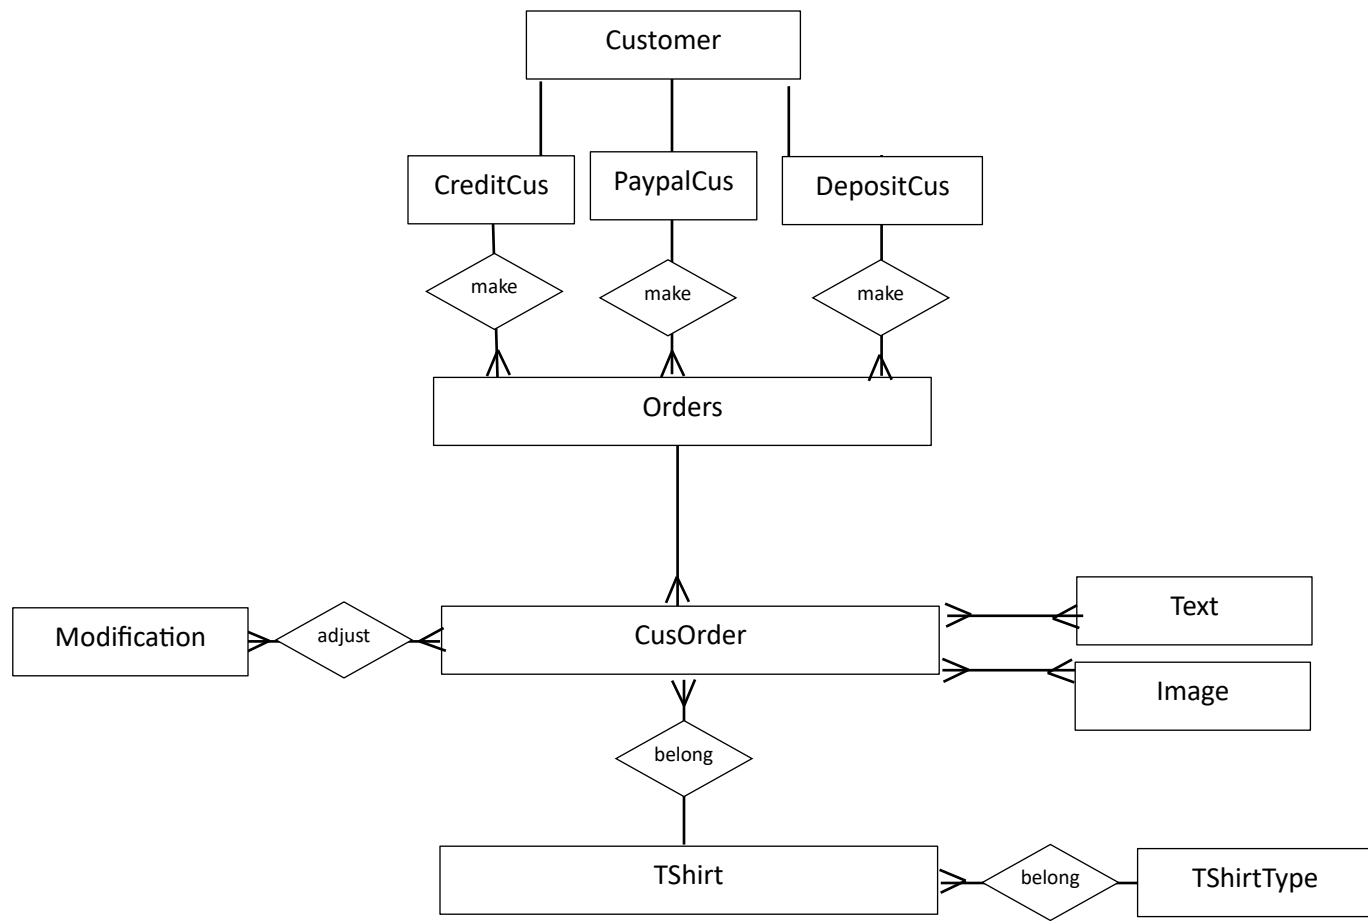 Customer
CreditCus
PaypalCus
DepositCus
make
make
make
Orders
Modification
adjust
CusOrder
Text
Image
belong
TShirt
belong
TShirtType